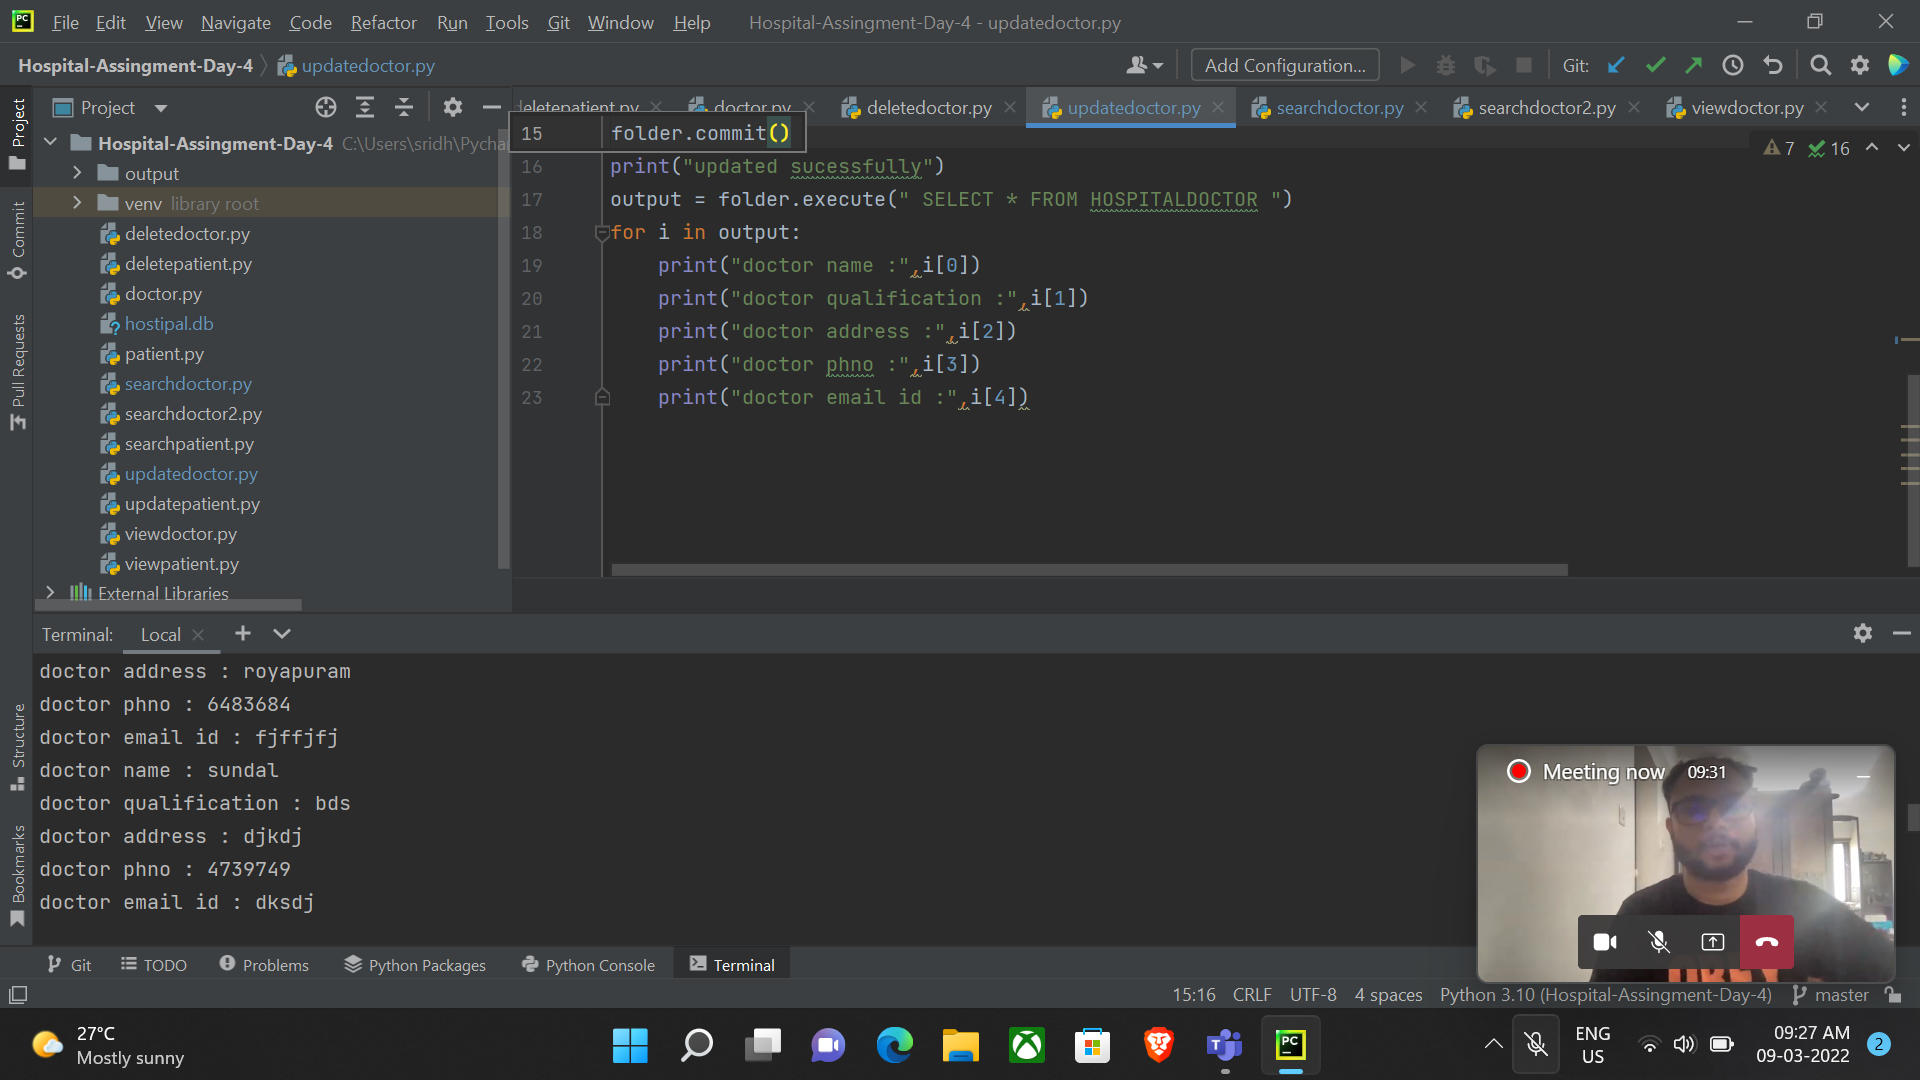 File Edit View Navigate Code Refactor Run Tools Git Window Help Hospital-Assingment-Day-4 - updatedoctor.py
Hospital-Assingment-Day-4 updatedoctor.py Add Configuration... Git:
Project
deletepatient.py doctor.py deletedoctor.py updatedoctor.py searchdoctor.py searchdoctor2.py viewdoctor.py
Hospital-Assingment-Day-4 C:\Users\sridh\Pycha
output
venv library root
deletedoctor.py
deletepatient.py
doctor.py
hostipal.db
patient.py
searchdoctor.py
searchdoctor2.py
searchpatient.py
updatedoctor.py
updatepatient.py
viewdoctor.py
viewpatient.py
External Libraries
Project
Commit
Pull Requests
Structure
Bookmarks
7 16
15 folder.commit()
16 print("updated sucessfully")
17 output = folder.execute(" SELECT * FROM HOSPITALDOCTOR ")
18 for i in output:
19 print("doctor name :",i[0])
20 print("doctor qualification :",i[1])
21 print("doctor address :",i[2])
22 print("doctor phno :",i[3])
23 print("doctor email id :",i[4])
Terminal: Local
doctor address : royapuram
doctor phno : 6483684
doctor email id : fjffjfj
doctor name : sundal
doctor qualification : bds
doctor address : djkdj
doctor phno : 4739749
doctor email id : dksdj
Meeting now 09:31
Git TODO Problems Python Packages Python Console Terminal
15:16 CRLF UTF-8 4 spaces Python 3.10 (Hospital-Assingment-Day-4) master
27°C
Mostly sunny
PC
ENG
US
09:27 AM
09-03-2022
2